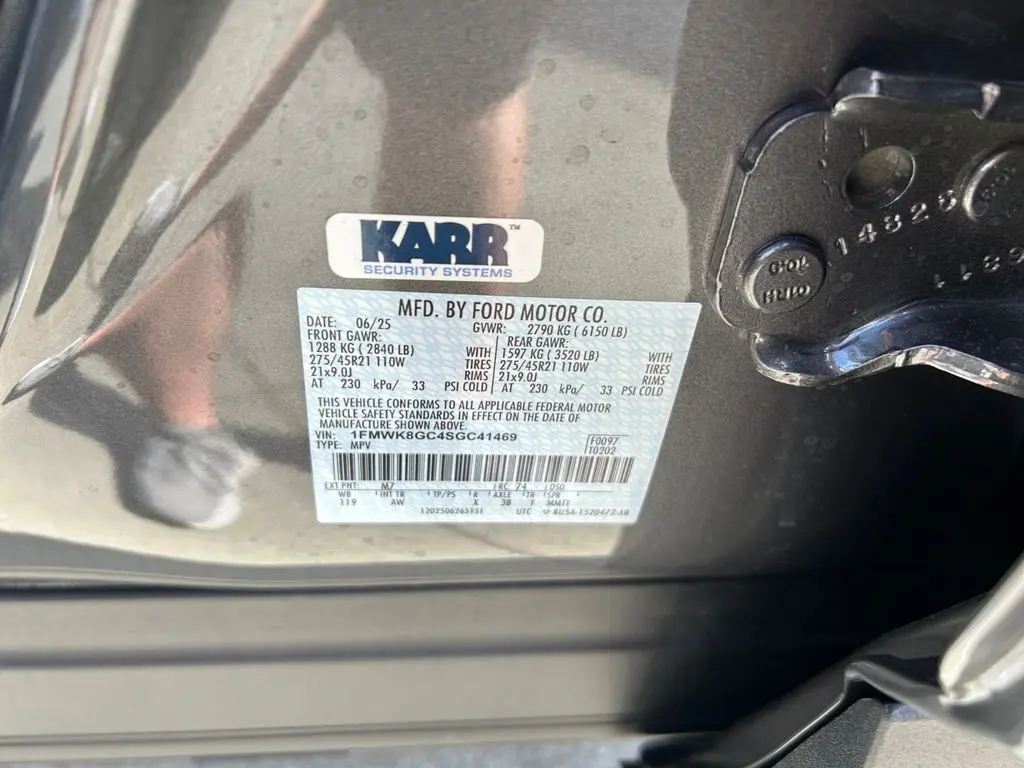 KARR™
SECURITY SYSTEMS
MFD. BY FORD MOTOR CO.
DATE: 06/25 GVWR: 2790 KG ( 6150 LB)
FRONT GAWR: REAR GAWR:
1288 KG ( 2840 LB) WITH 1597 KG ( 3520 LB) WITH
275/45R21 110W TIRES 275/45R21 110W TIRES
21x9.0J RIMS 21x9.0J RIMS
AT 230 kPa/ 33 PSI COLD AT 230 kPa/ 33 PSI COLD
THIS VEHICLE CONFORMS TO ALL APPLICABLE FEDERAL MOTOR
VEHICLE SAFETY STANDARDS IN EFFECT ON THE DATE OF
MANUFACTURE SHOWN ABOVE.
VIN: 1FMWK8GC4SGC41469 F0097
TYPE: MPV T0202
EXT PNT: M7 RC: 74 DSO:
WB INT TR TP/PS R AXLE TR SPR
119 AW X 38 T
UTC
14826